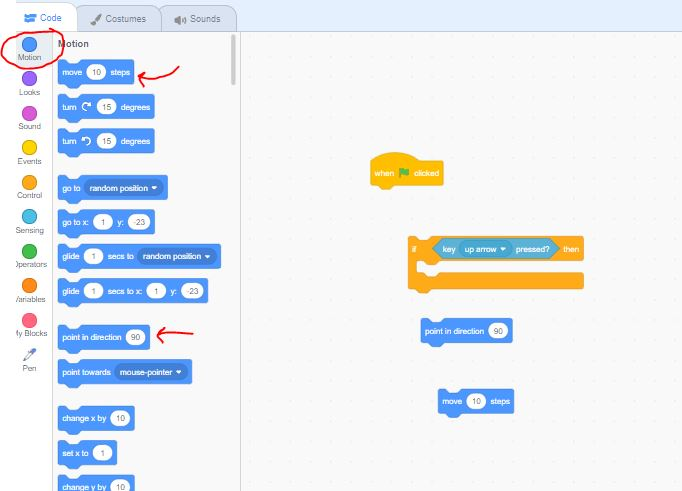 Code
Costumes
Sounds
Motion
Looks
Sound
Events
Control
Sensing
Operators
Variables
My Blocks
Pen
Motion
move 10 steps
turn 15 degrees
turn 15 degrees
go to random position
go to x: 1 y: -23
glide 1 secs to random position
glide 1 secs to x: 1 y: -23
point in direction 90
point towards mouse-pointer
change x by 10
set x to 1
change y by 10
when clicked
if key up arrow pressed? then
point in direction 90
move 10 steps